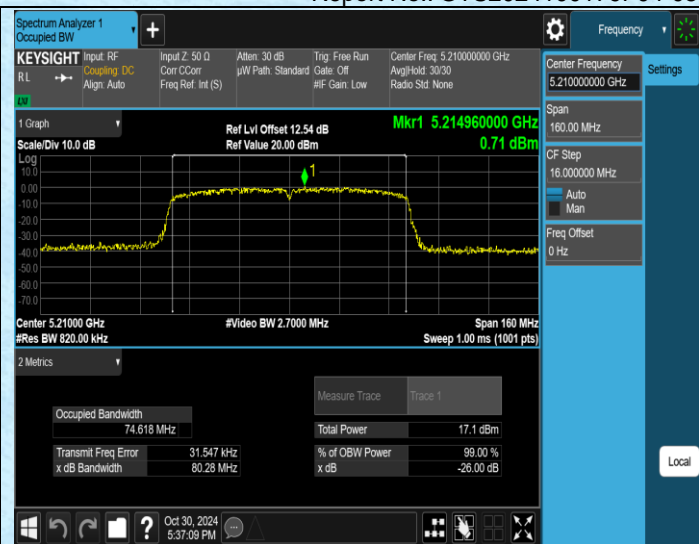 Spectrum Analyzer 1
Occupied BW
+
Frequency
KEYSIGHT
Input: RF
Coupling: DC
Align: Auto
Input Z: 50 Ω
Corr CCorr
Freq Ref: Int (S)
Atten: 30 dB
µW Path: Standard
Trig: Free Run
Gate: Off
#IF Gain: Low
Center Freq: 5.210000000 GHz
Avg|Hold: 30/30
Radio Std: None
R L
LXI
Center Frequency
5.210000000 GHz
Settings
Span
160.00 MHz
CF Step
16.000000 MHz
Auto
Man
Freq Offset
0 Hz
1 Graph
Ref Lvl Offset 12.54 dB
Mkr1 5.214960000 GHz
Scale/Div 10.0 dB
Ref Value 20.00 dBm
0.71 dBm
Log
10.0
0.00
-10.0
-20.0
-30.0
-40.0
-50.0
-60.0
-70.0
1
Center 5.21000 GHz
#Video BW 2.7000 MHz
Span 160 MHz
#Res BW 820.00 kHz
Sweep 1.00 ms (1001 pts)
2 Metrics
Measure Trace
Trace 1
Occupied Bandwidth
74.618 MHz
Total Power
17.1 dBm
Transmit Freq Error
31.547 kHz
% of OBW Power
99.00 %
x dB Bandwidth
80.28 MHz
x dB
-26.00 dB
Local
?
Oct 30, 2024
5:37:09 PM